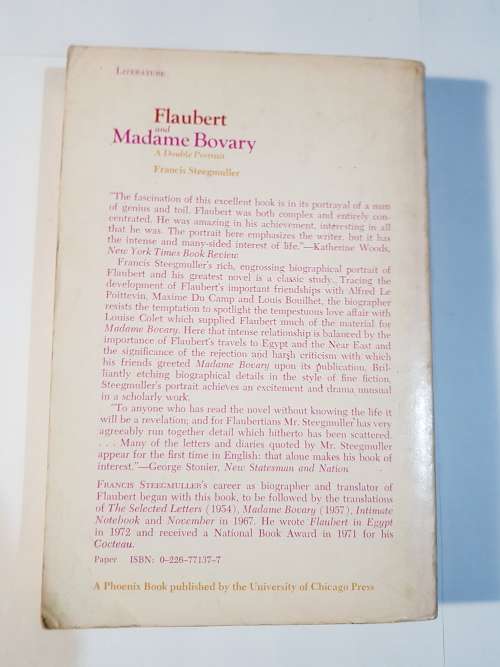 LITERATURE
Flaubert
and
Madame Bovary
A Double Portrait
Francis Steegmuller
"The fascination of this excellent book is in its portrayal of a man
of genius and toil. Flaubert was both complex and entirely con-
centrated. He was amazing in his achievement, interesting in all
that he was. The portrait here emphasizes the writer, but it has
the intense and many-sided interest of life."—Katherine Woods,
New York Times Book Review
Francis Steegmuller's rich, engrossing biographical portrait of
Flaubert and his greatest novel is a classic study. Tracing the
development of Flaubert's important friendships with Alfred Le
Poittevin, Maxime Du Camp and Louis Bouilhet, the biographer
resists the temptation to spotlight the tempestuous love affair with
Louise Colet which supplied Flaubert much of the material for
Madame Bovary. Here that intense relationship is balanced by the
importance of Flaubert's travels to Egypt and the Near East and
the significance of the rejection and harsh criticism with which
his friends greeted Madame Bovary upon its publication. Bril-
liantly etching biographical details in the style of fine fiction,
Steegmuller's portrait achieves an excitement and drama unusual
in a scholarly work.
"To anyone who has read the novel without knowing the life it
will be a revelation; and for Flaubertians Mr. Steegmuller has very
agreeably run together detail which hitherto has been scattered.
. . . Many of the letters and diaries quoted by Mr. Steegmuller
appear for the first time in English: that alone makes his book of
interest."—George Stonier, New Statesman and Nation
FRANCIS STEEGMULLER'S career as biographer and translator of
Flaubert began with this book, to be followed by the translations
of The Selected Letters (1954), Madame Bovary (1957), Intimate
Notebook and November in 1967. He wrote Flaubert in Egypt
in 1972 and received a National Book Award in 1971 for his
Cocteau.
Paper ISBN: 0-226-77137-7
A Phoenix Book published by the University of Chicago Press